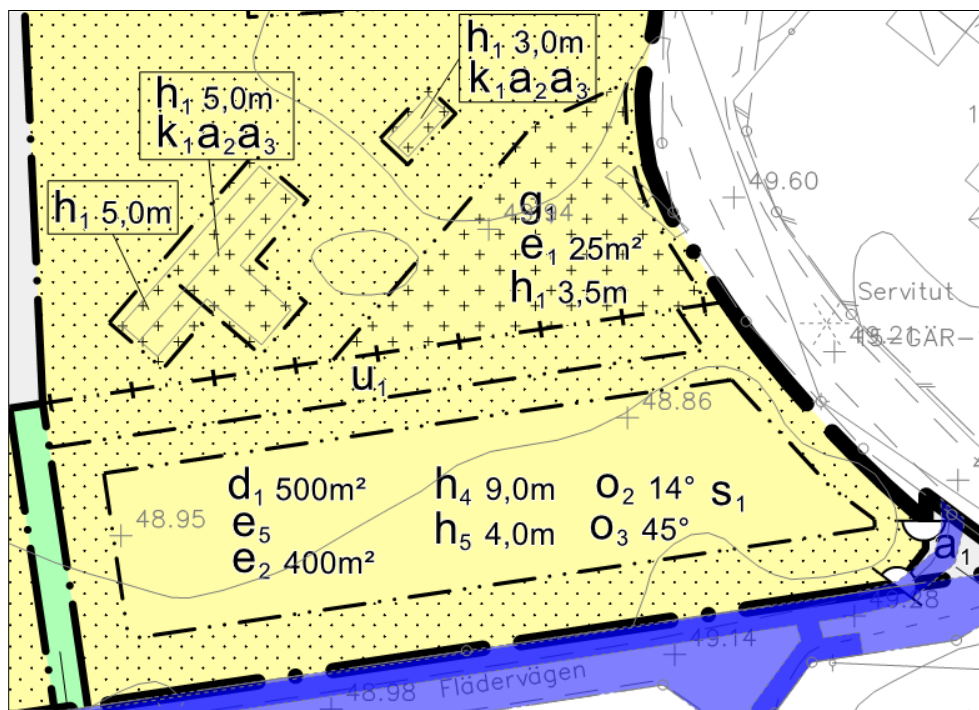 h₁ 3,0m
k₁a₂a₃
h₁ 5,0m
k₁a₂a₃
h₁ 5,0m
49.60
g₁
e₁ 25m²
h₁ 3,5m
Servitut
49.21
u₁
48.86
d₁ 500m²
h₄ 9,0m
o₂ 14°
s₁
48.95
e₅
h₅ 4,0m
o₃ 45°
e₂ 400m²
a₁
49.28
49.14
Flädervägen
48.98